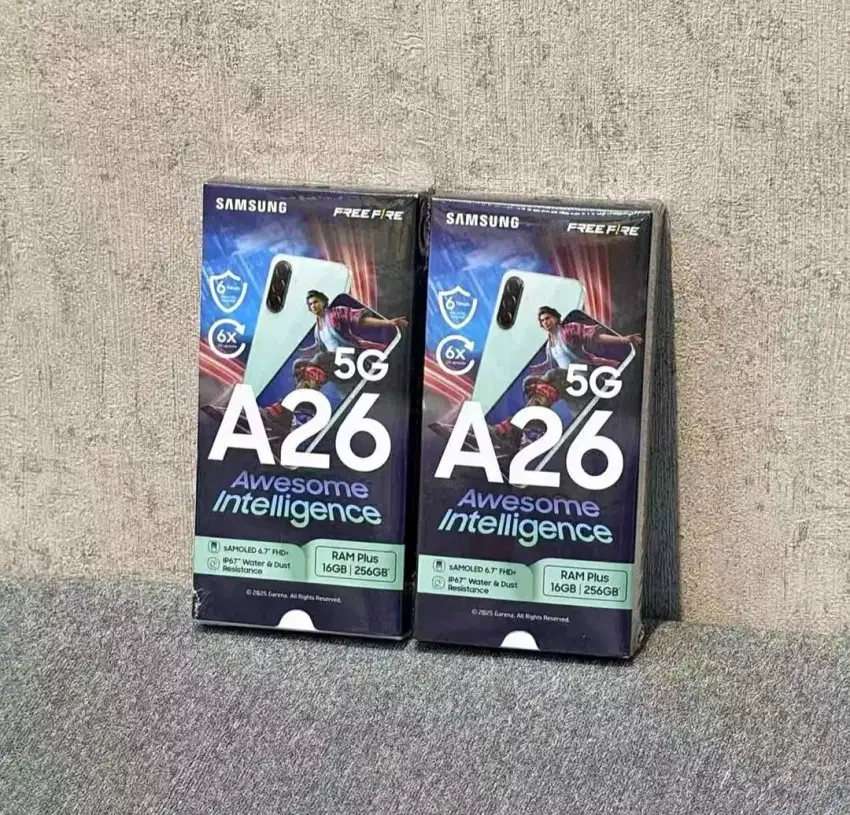 SAMSUNG
FREE FIRE
6
6X
5G
A26
Awesome
Intelligence
sAMOLED 6.7" FHD+
IP67* Water & Dust
Resistance
RAM Plus
16GB | 256GB*
© 2025 Garena. All Rights Reserved.
SAMSUNG
FREE FIRE
6
6X
5G
A26
Awesome
Intelligence
sAMOLED 6.7" FHD+
IP67* Water & Dust
Resistance
RAM Plus
16GB | 256GB*
© 2025 Garena. All Rights Reserved.